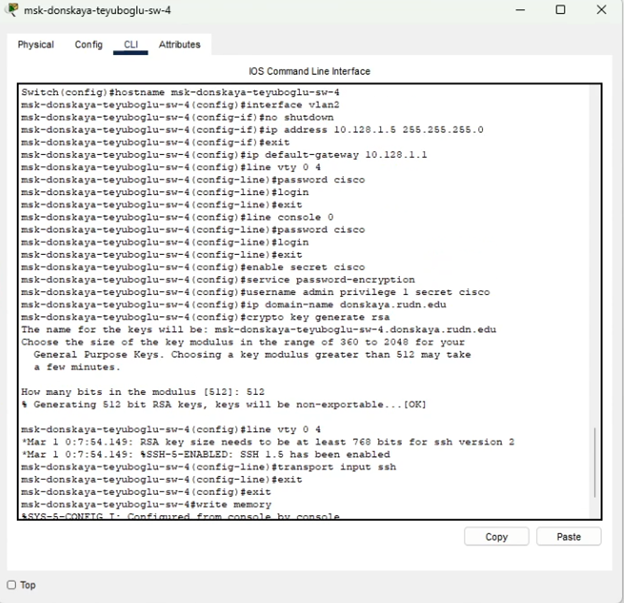 msk-donskaya-teyuboglu-sw-4
Physical Config CLI Attributes
IOS Command Line Interface
Switch(config)#hostname msk-donskaya-teyuboglu-sw-4
msk-donskaya-teyuboglu-sw-4(config)#interface vlan2
msk-donskaya-teyuboglu-sw-4(config-if)#no shutdown
msk-donskaya-teyuboglu-sw-4(config-if)#ip address 10.128.1.5 255.255.255.0
msk-donskaya-teyuboglu-sw-4(config-if)#exit
msk-donskaya-teyuboglu-sw-4(config)#ip default-gateway 10.128.1.1
msk-donskaya-teyuboglu-sw-4(config)#line vty 0 4
msk-donskaya-teyuboglu-sw-4(config-line)#password cisco
msk-donskaya-teyuboglu-sw-4(config-line)#login
msk-donskaya-teyuboglu-sw-4(config-line)#exit
msk-donskaya-teyuboglu-sw-4(config)#line console 0
msk-donskaya-teyuboglu-sw-4(config-line)#password cisco
msk-donskaya-teyuboglu-sw-4(config-line)#login
msk-donskaya-teyuboglu-sw-4(config-line)#exit
msk-donskaya-teyuboglu-sw-4(config)#enable secret cisco
msk-donskaya-teyuboglu-sw-4(config)#service password-encryption
msk-donskaya-teyuboglu-sw-4(config)#username admin privilege 1 secret cisco
msk-donskaya-teyuboglu-sw-4(config)#ip domain-name donskaya.rudn.edu
msk-donskaya-teyuboglu-sw-4(config)#crypto key generate rsa
The name for the keys will be: msk-donskaya-teyuboglu-sw-4.donskaya.rudn.edu
Choose the size of the key modulus in the range of 360 to 2048 for your
General Purpose Keys. Choosing a key modulus greater than 512 may take
a few minutes.
How many bits in the modulus [512]: 512
% Generating 512 bit RSA keys, keys will be non-exportable...[OK]
msk-donskaya-teyuboglu-sw-4(config)#line vty 0 4
*Mar 1 0:7:54.149: RSA key size needs to be at least 768 bits for ssh version 2
*Mar 1 0:7:54.149: %SSH-5-ENABLED: SSH 1.5 has been enabled
msk-donskaya-teyuboglu-sw-4(config-line)#transport input ssh
msk-donskaya-teyuboglu-sw-4(config-line)#exit
msk-donskaya-teyuboglu-sw-4(config)#exit
msk-donskaya-teyuboglu-sw-4#write memory
%SYS-5-CONFIG_I: Configured from console by console
Copy Paste
Top